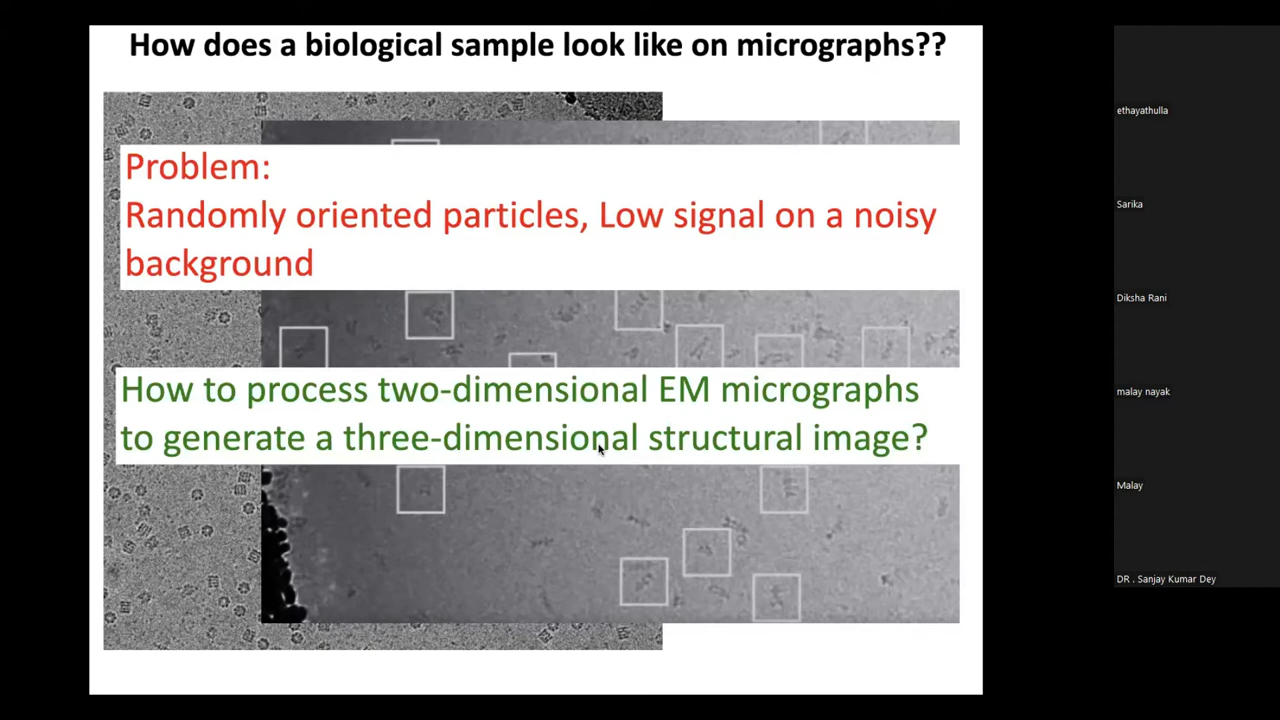 How does a biological sample look like on micrographs??
Problem:
Randomly oriented particles, Low signal on a noisy
background
How to process two-dimensional EM micrographs
to generate a three-dimensional structural image?
ethayathulla
Sarika
Diksha Rani
malay nayak
Malay
DR . Sanjay Kumar Dey